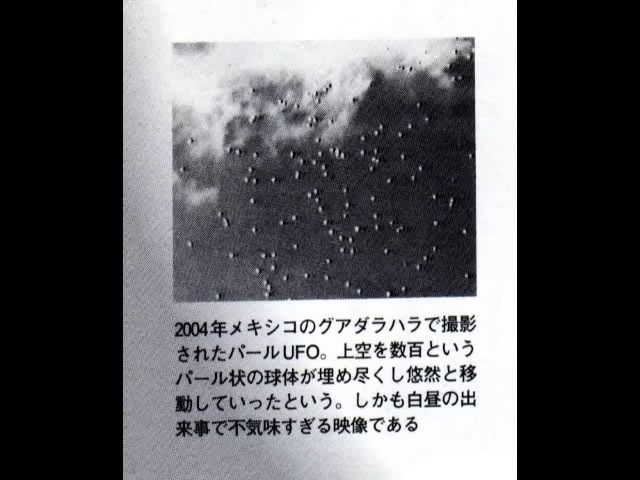 2004年メキシコのグアダラハラで撮影
されたパールUFO。上空を数百という
パール状の球体が埋め尽くし悠然と移
動していったという。しかも白昼の出
来事で不気味すぎる映像である